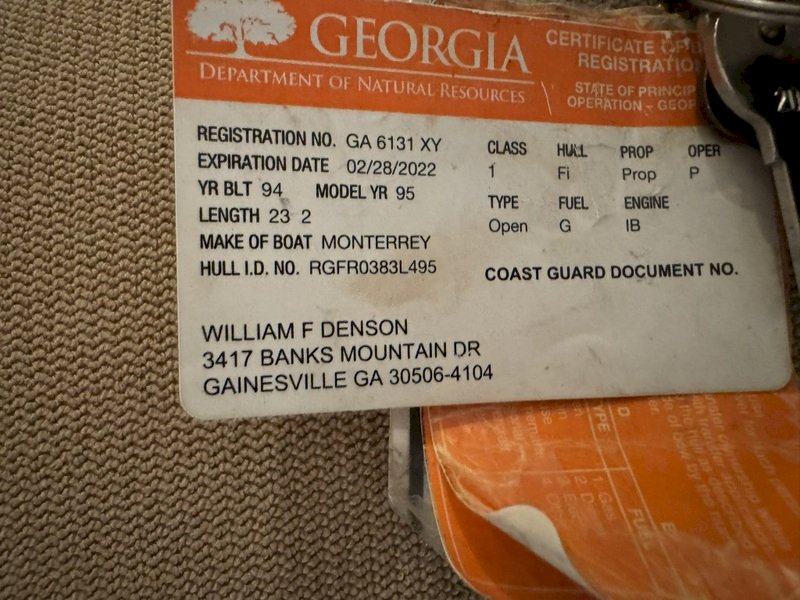 GEORGIA
DEPARTMENT OF NATURAL RESOURCES
CERTIFICATE OF
REGISTRATION
STATE OF
OPERATION - GEOR
REGISTRATION NO. GA 6131 XY
EXPIRATION DATE 02/28/2022
YR BLT 94 MODEL YR 95
LENGTH 23 2
MAKE OF BOAT MONTERREY
HULL I.D. NO. RGFR0383L495
CLASS HULL PROP OPER
1 Fi Prop P
TYPE FUEL ENGINE
Open G IB
COAST GUARD DOCUMENT NO.
WILLIAM F DENSON
3417 BANKS MOUNTAIN DR
GAINESVILLE GA 30506-4104